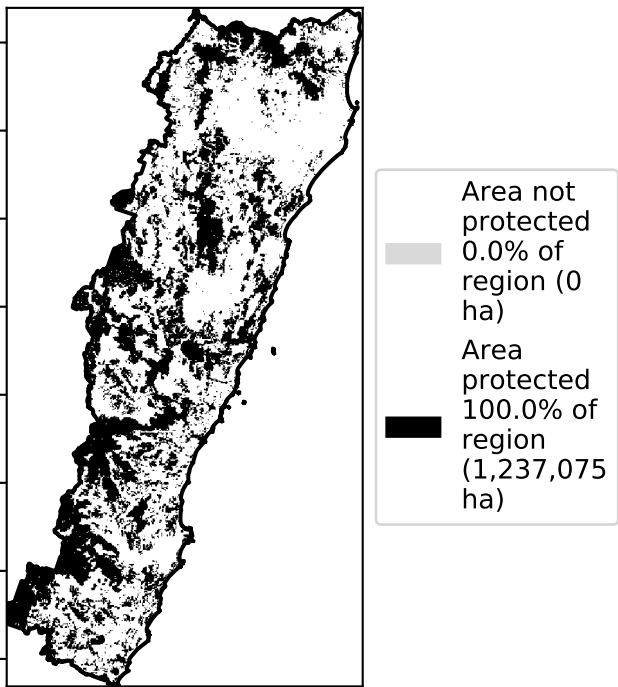 Area not
protected
0.0% of
region (0
ha)
Area
protected
100.0% of
region
(1,237,075
ha)